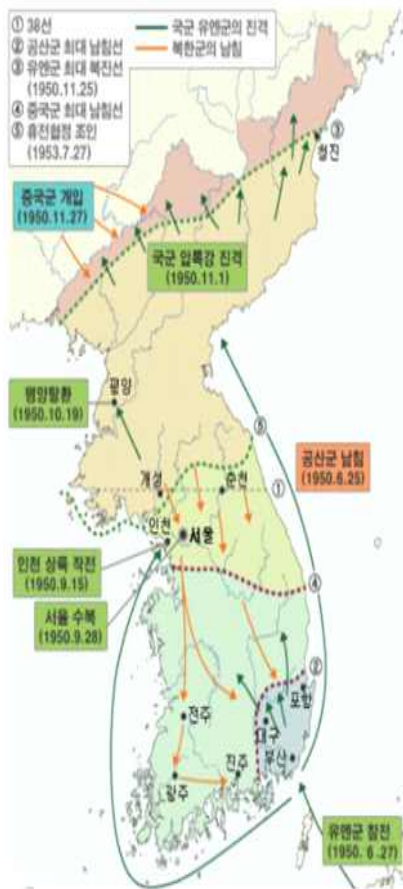 ① 38선
② 공산군 최대 남침선
③ 유엔군 최대 북진선
(1950.11.25)
④ 중국군 최대 남침선
⑤ 휴전협정 조인
(1953.7.27)
국군 유엔군의 진격
북한군의 남침
③
청진
중국군 개입
(1950.11.27)
국군 압록강 진격
(1950.11.1)
평양
평양탈환
(1950.10.19)
⑤
공산군 남침
(1950.6.25)
개성
춘천
①
인천
서울
인천 상륙 작전
(1950.9.15)
④
서울 수복
(1950.9.28)
②
포항
전주
대구
부산
광주
진주
유엔군 참전
(1950. 6.27)